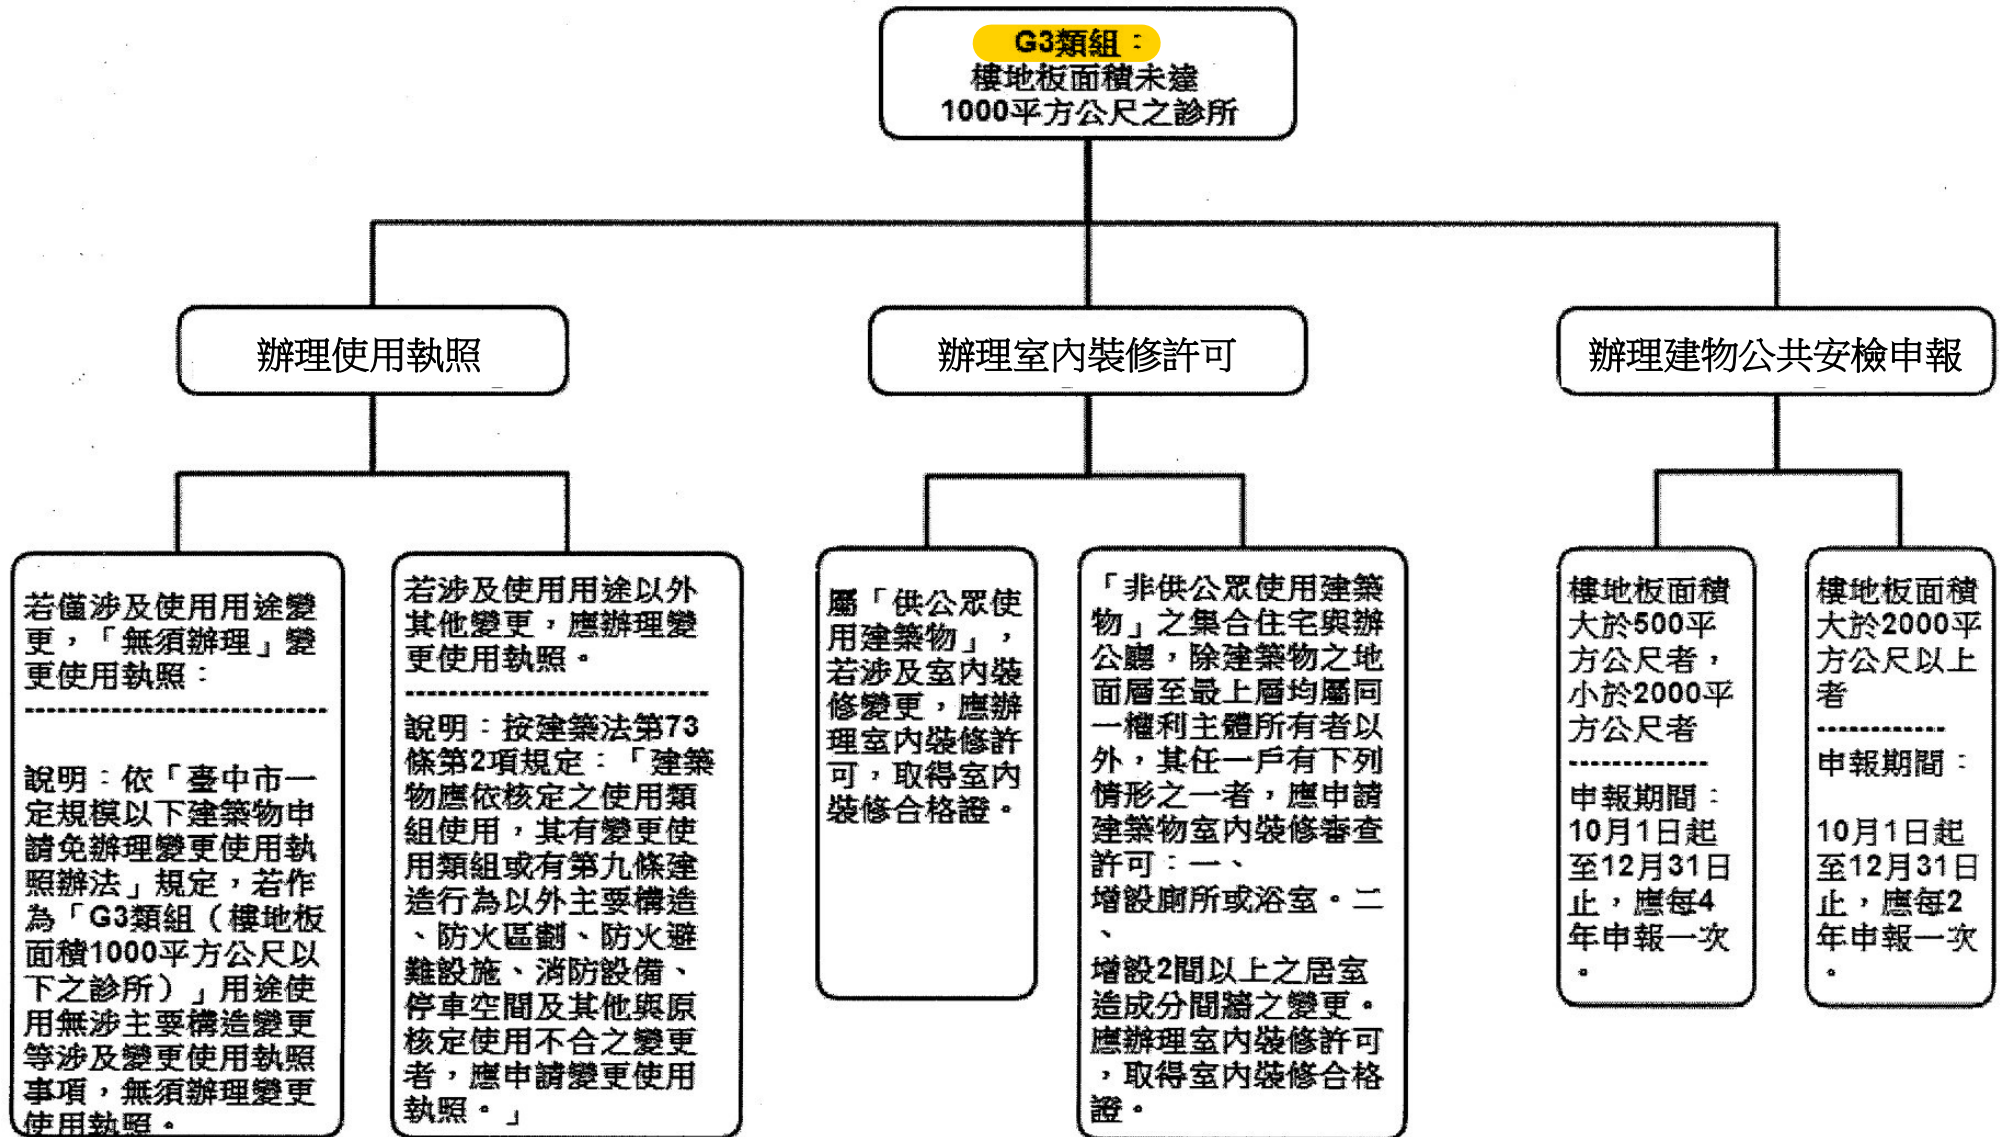 G3類組：
樓地板面積未達
1000平方公尺之診所
辦理使用執照
辦理室內裝修許可
辦理建物公共安檢申報
若僅涉及使用用途變
更，「無須辦理」變
更使用執照：
----------------------------
說明：依「臺中市一
定規模以下建築物申
請免辦理變更使用執
照辦法」規定，若作
為「G3類組（樓地板
面積1000平方公尺以
下之診所）」用途使
用無涉主要構造變更
等涉及變更使用執照
事項，無須辦理變更
使用執照。
若涉及使用用途以外
其他變更，應辦理變
更使用執照。
----------------------------
說明：按建築法第73
條第2項規定：「建築
物應依核定之使用類
組使用，其有變更使
用類組或有第九條建
造行為以外主要構造
、防火區劃、防火避
難設施、消防設備、
停車空間及其他與原
核定使用不合之變更
者，應申請變更使用
執照。」
屬「供公眾使
用建築物」，
若涉及室內裝
修變更，應辦
理室內裝修許
可，取得室內
裝修合格證。
「非供公眾使用建築
物」之集合住宅與辦
公廳，除建築物之地
面層至最上層均屬同
一權利主體所有者以
外，其任一戶有下列
情形之一者，應申請
建築物室內裝修審查
許可：一、
增設廁所或浴室。二
、
增設2間以上之居室
造成分間牆之變更。
應辦理室內裝修許可
，取得室內裝修合格
證。
樓地板面積
大於500平
方公尺者，
小於2000平
方公尺者
-------------
申報期間：
10月1日起
至12月31日
止，應每4
年申報一次
。
樓地板面積
大於2000平
方公尺以上
者
------------
申報期間：
10月1日起
至12月31日
止，應每2
年申報一次
。